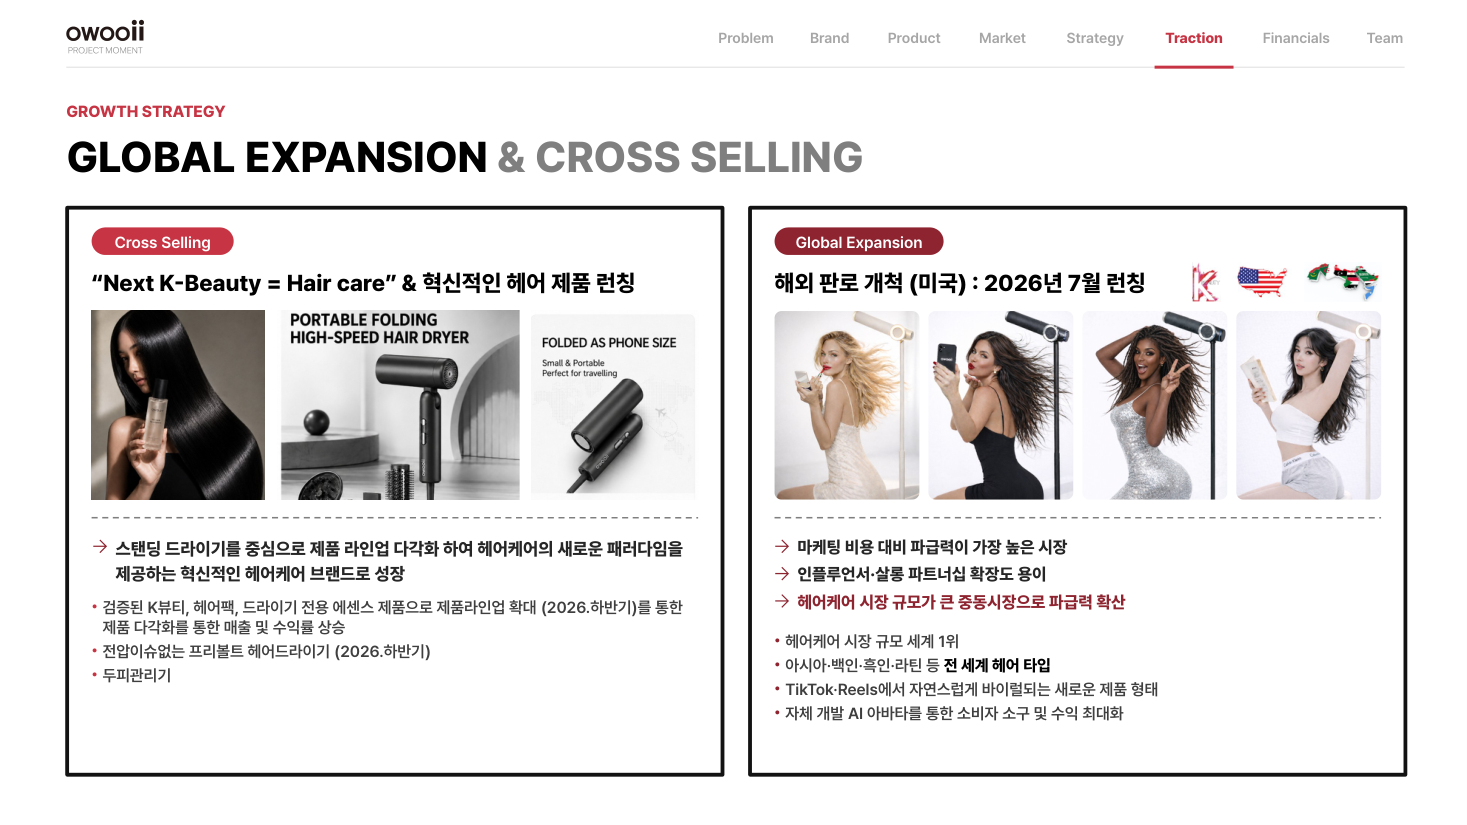 owooii
PROJECT MOMENT
Problem
Brand
Product
Market
Strategy
Traction
Financials
Team
GROWTH STRATEGY
GLOBAL EXPANSION & CROSS SELLING
Cross Selling
“Next K-Beauty = Hair care” & 혁신적인 헤어 제품 런칭
PORTABLE FOLDING
HIGH-SPEED HAIR DRYER
FOLDED AS PHONE SIZE
Small & Portable
Perfect for travelling
→ 스탠딩 드라이기를 중심으로 제품 라인업 다각화 하여 헤어케어의 새로운 패러다임을
제공하는 혁신적인 헤어케어 브랜드로 성장
• 검증된 K뷰티, 헤어팩, 드라이기 전용 에센스 제품으로 제품라인업 확대 (2026.하반기)를 통한
제품 다각화를 통한 매출 및 수익률 상승
• 전압이슈없는 프리볼트 헤어드라이기 (2026.하반기)
• 두피관리기
Global Expansion
해외 판로 개척 (미국) : 2026년 7월 런칭
→ 마케팅 비용 대비 파급력이 가장 높은 시장
→ 인플루언서·살롱 파트너십 확장도 용이
→ 헤어케어 시장 규모가 큰 중동시장으로 파급력 확산
• 헤어케어 시장 규모 세계 1위
• 아시아·백인·흑인·라틴 등 전 세계 헤어 타입
• TikTok·Reels에서 자연스럽게 바이럴되는 새로운 제품 형태
• 자체 개발 AI 아바타를 통한 소비자 소구 및 수익 최대화